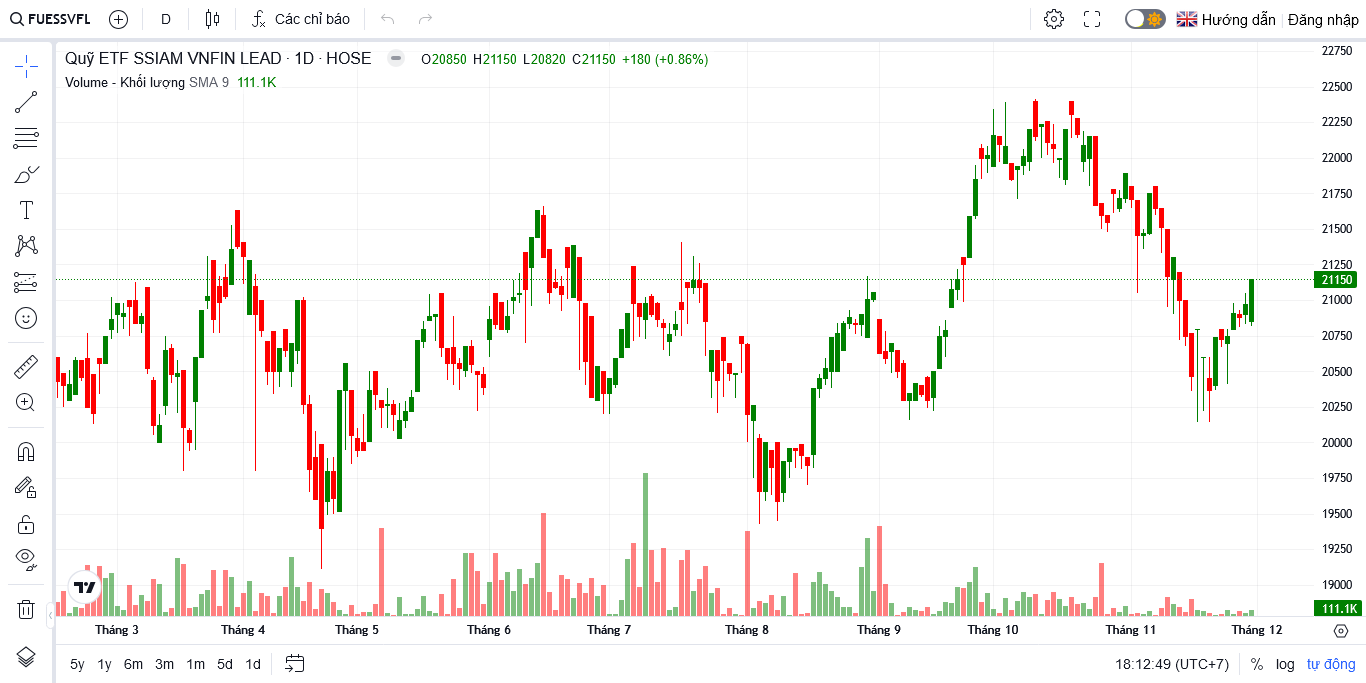 FUESSVFL D Các chỉ báo Hướng dẫn Đăng nhập
Quỹ ETF SSIAM VNFIN LEAD · 1D · HOSE O20850 H21150 L20820 C21150 +180 (+0.86%)
Volume - Khối lượng SMA 9 111.1K
22750
22500
22250
22000
21750
21500
21250
21150
21000
20750
20500
20250
20000
19750
19500
19250
19000
111.1K
Tháng 3 Tháng 4 Tháng 5 Tháng 6 Tháng 7 Tháng 8 Tháng 9 Tháng 10 Tháng 11 Tháng 12
5y 1y 6m 3m 1m 5d 1d 18:12:49 (UTC+7) % log tự động